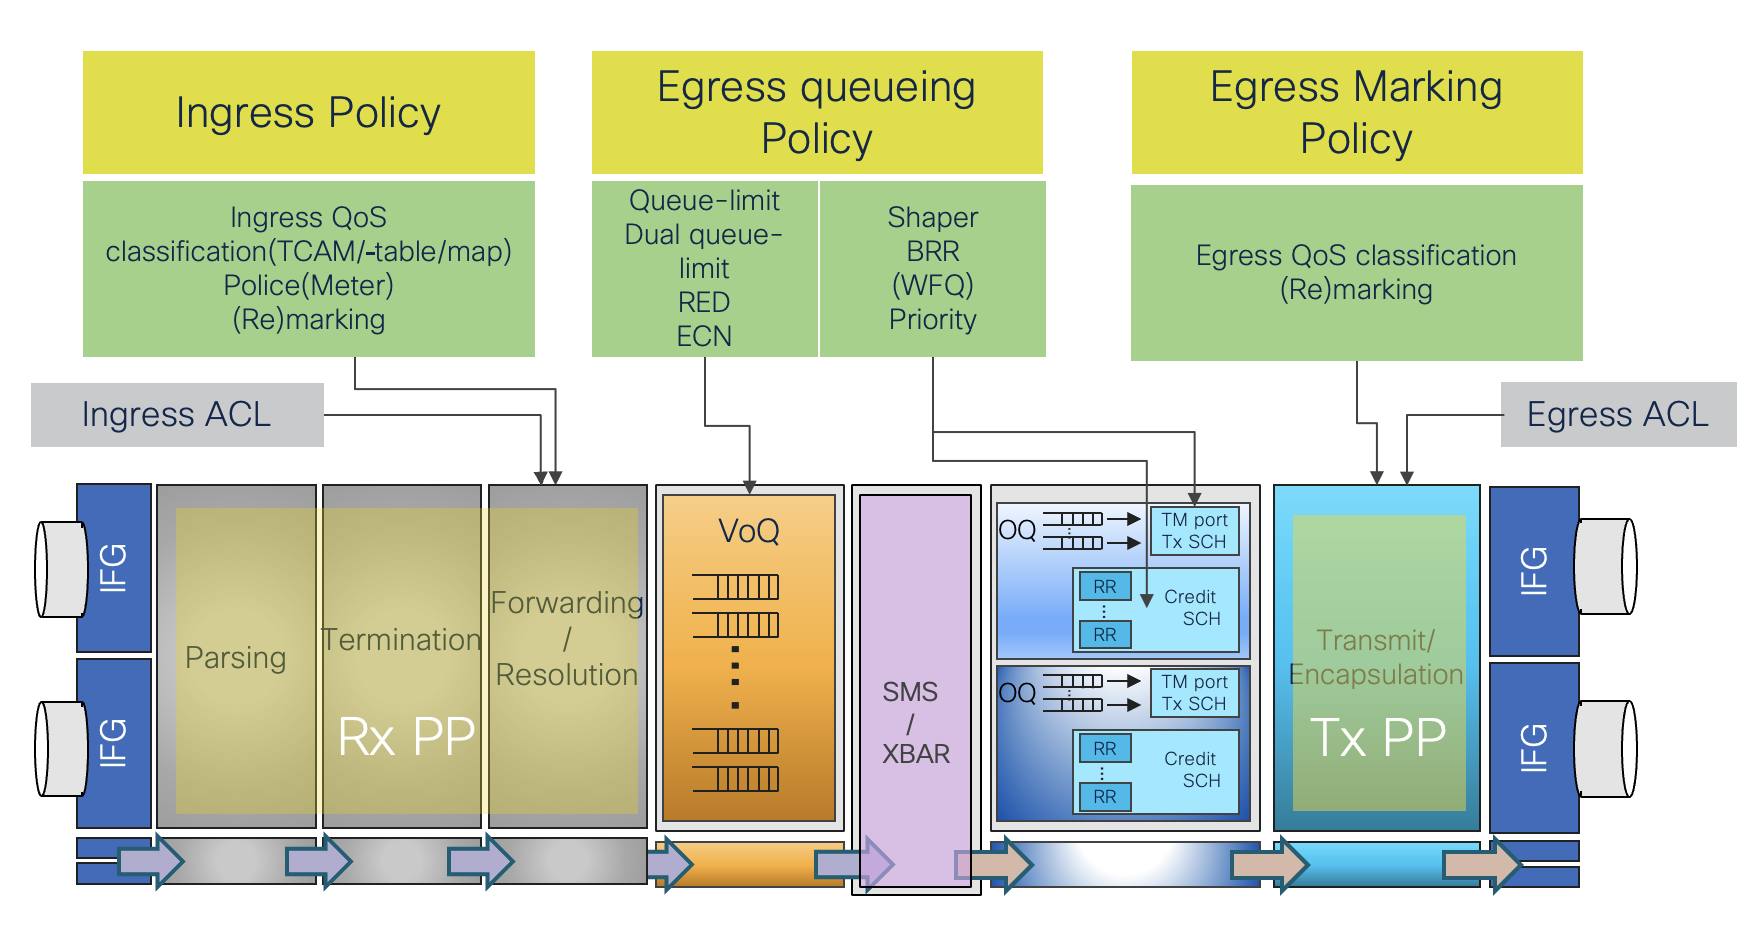 Ingress Policy
Egress queueing
Policy
Egress Marking
Policy
Ingress QoS
classification(TCAM/-table/map)
Police(Meter)
(Re)marking
Queue-limit
Dual queue-
limit
RED
ECN
Shaper
BRR
(WFQ)
Priority
Egress QoS classification
(Re)marking
Ingress ACL
Egress ACL
IFG
IFG
Parsing
Termination
Forwarding
/
Resolution
Rx PP
VoQ
SMS
/
XBAR
OQ
TM port
Tx SCH
RR
RR
Credit
SCH
OQ
TM port
Tx SCH
RR
RR
Credit
SCH
Transmit/
Encapsulation
Tx PP
IFG
IFG